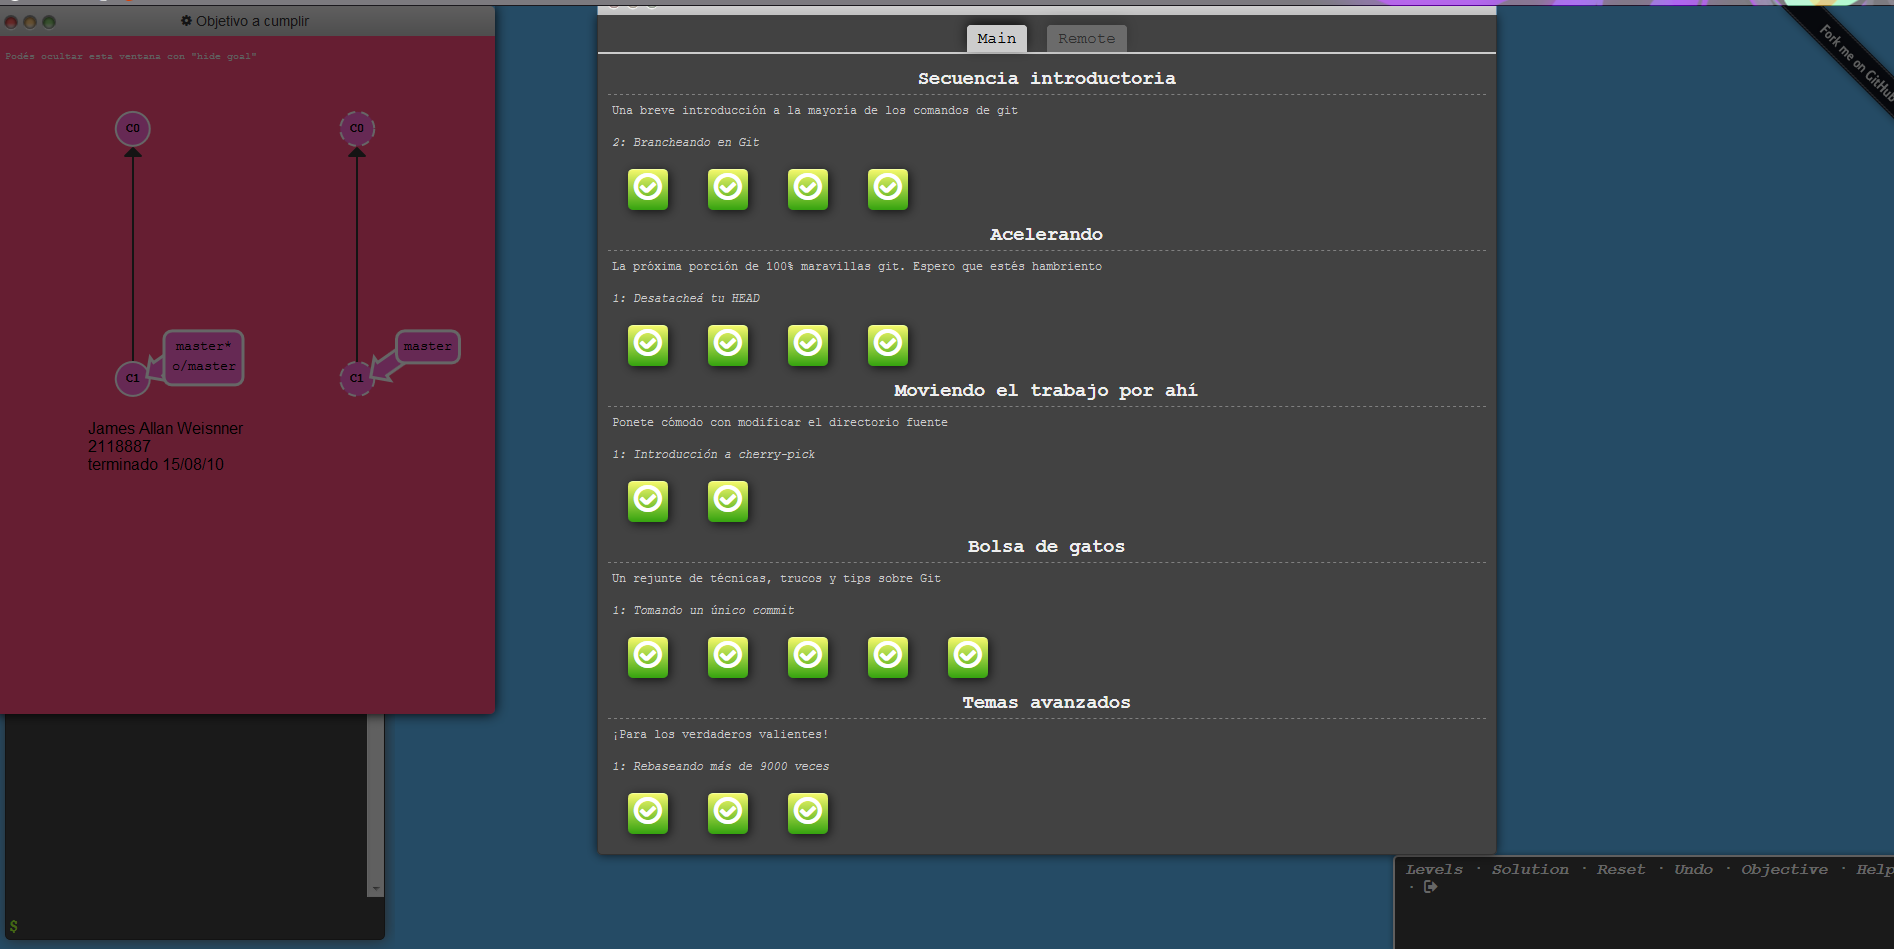 Objetivo a cumplir
Podés ocultar esta ventana con "hide goal"
C0
C0
master*
o/master
master
C1
C1
James Allan Weisnner
2118887
terminado 15/08/10
$
Main
Remote
Secuencia introductoria
Una breve introducción a la mayoría de los comandos de git
2: Brancheando en Git
Acelerando
La próxima porción de 100% maravillas git. Espero que estés hambriento
1: Desatacheá tu HEAD
Moviendo el trabajo por ahí
Ponete cómodo con modificar el directorio fuente
1: Introducción a cherry-pick
Bolsa de gatos
Un rejunte de técnicas, trucos y tips sobre Git
1: Tomando un único commit
Temas avanzados
¡Para los verdaderos valientes!
1: Rebaseando más de 9000 veces
Fork me on GitHub
Levels · Solution · Reset · Undo · Objective · Help
·